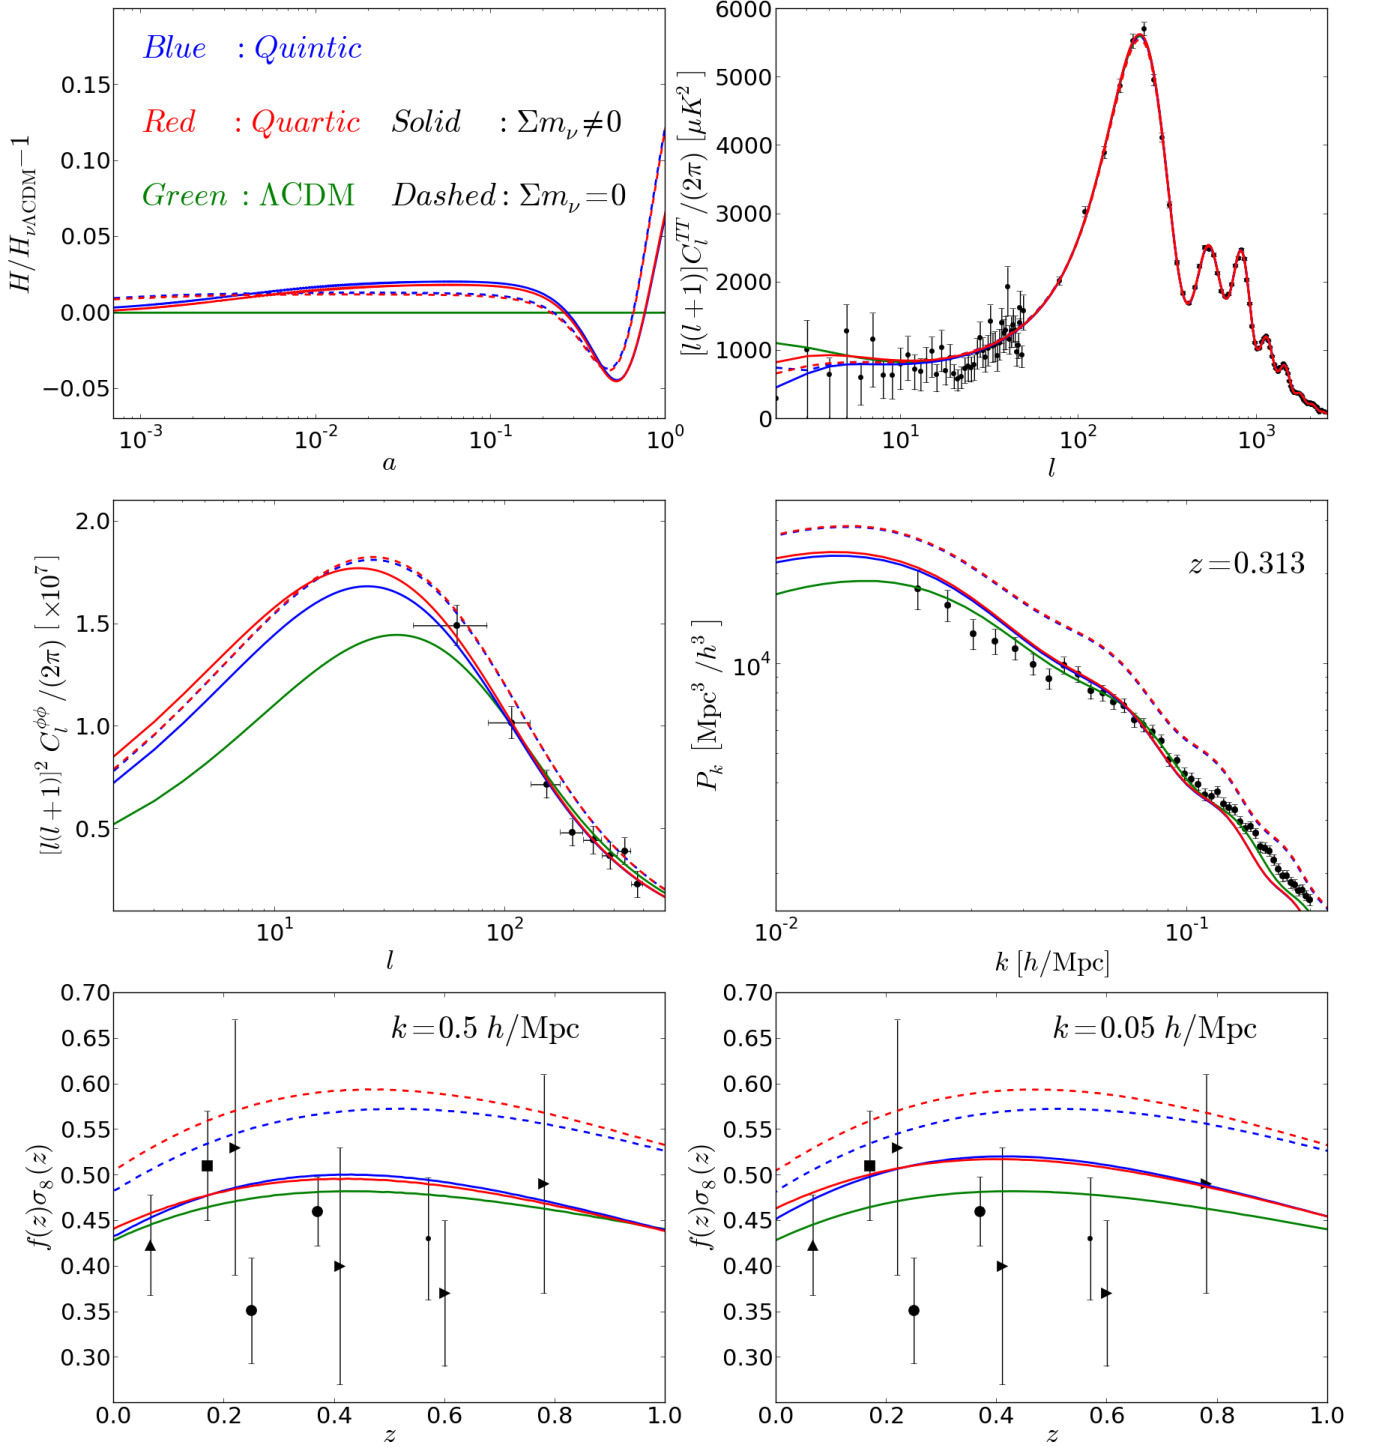 H/H_νΛCDM−1
0.15
0.10
0.05
0.00
−0.05
Blue : Quintic
Red : Quartic Solid : Σm_ν≠0
Green : ΛCDM Dashed : Σm_ν=0
10^-3 10^-2 10^-1 10^0
a
[l(l+1)]C_l^TT/(2π) [μK^2]
6000
5000
4000
3000
2000
1000
0
10^1 10^2 10^3
l
[l(l+1)]^2 C_l^ϕϕ/(2π) [×10^7]
2.0
1.5
1.0
0.5
10^1 10^2
l
P_k [Mpc^3/h^3]
z=0.313
10^4
10^-2 10^-1
k [h/Mpc]
f(z)σ_8(z)
0.70
0.65
0.60
0.55
0.50
0.45
0.40
0.35
0.30
k=0.5 h/Mpc
0.0 0.2 0.4 0.6 0.8 1.0
z
f(z)σ_8(z)
0.70
0.65
0.60
0.55
0.50
0.45
0.40
0.35
0.30
k=0.05 h/Mpc
0.0 0.2 0.4 0.6 0.8 1.0
z